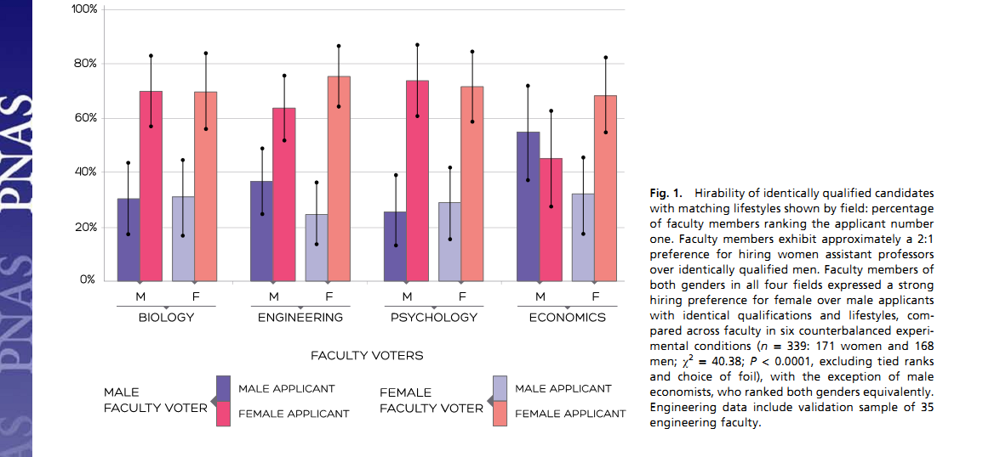 PNAS
PNAS
PNAS
100%
80%
60%
40%
20%
0%
M F M F M F M F
BIOLOGY ENGINEERING PSYCHOLOGY ECONOMICS
FACULTY VOTERS
MALE
FACULTY VOTER
MALE APPLICANT
FEMALE APPLICANT
FEMALE
FACULTY VOTER
MALE APPLICANT
FEMALE APPLICANT
Fig. 1. Hirability of identically qualified candidates
with matching lifestyles shown by field: percentage
of faculty members ranking the applicant number
one. Faculty members exhibit approximately a 2:1
preference for hiring women assistant professors
over identically qualified men. Faculty members of
both genders in all four fields expressed a strong
hiring preference for female over male applicants
with identical qualifications and lifestyles, com-
pared across faculty in six counterbalanced experi-
mental conditions (n = 339: 171 women and 168
men; χ² = 40.38; P < 0.0001, excluding tied ranks
and choice of foil), with the exception of male
economists, who ranked both genders equivalently.
Engineering data include validation sample of 35
engineering faculty.